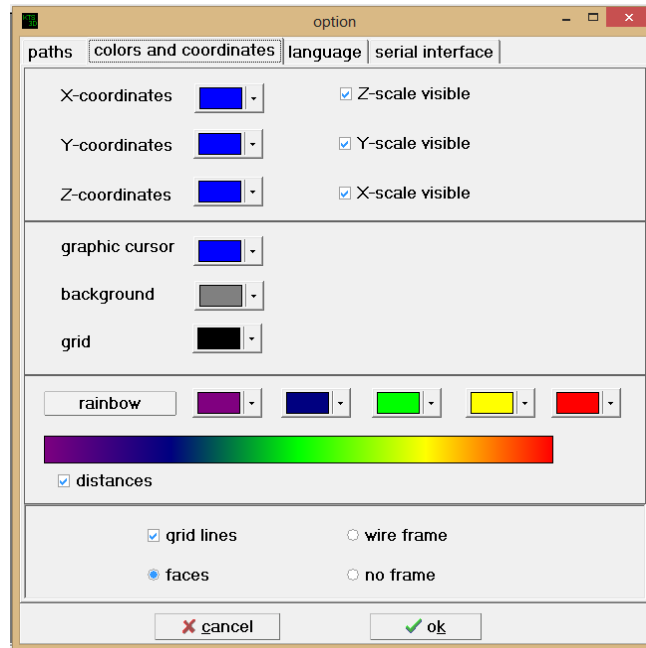 KTS 3D
option
paths colors and coordinates language serial interface
X-coordinates Z-scale visible
Y-coordinates Y-scale visible
Z-coordinates X-scale visible
graphic cursor
background
grid
rainbow
distances
grid lines wire frame
faces no frame
cancel ok